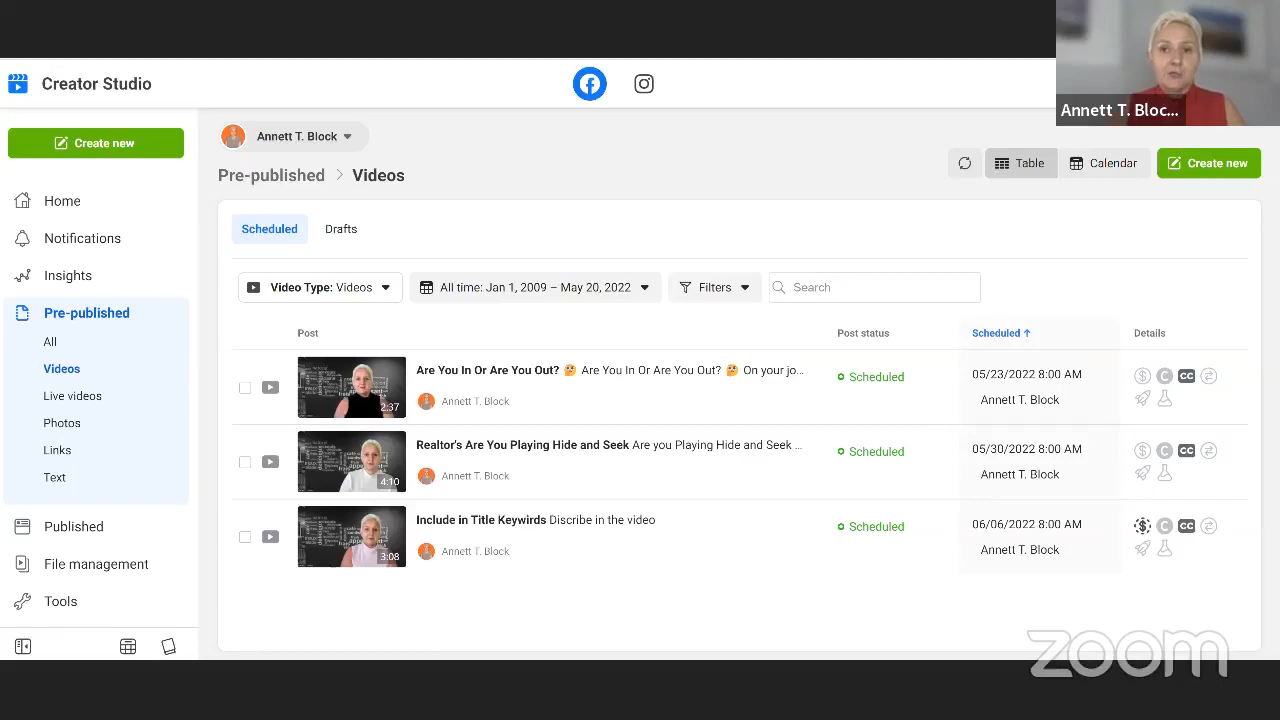 Creator Studio
Annett T. Bloc...
Create new
Annett T. Block
Table
Calendar
Create new
Pre-published > Videos
Home
Notifications
Insights
Pre-published
All
Videos
Live videos
Photos
Links
Text
Published
File management
Tools
Scheduled
Drafts
Video Type: Videos
All time: Jan 1, 2009 – May 20, 2022
Filters
Search
Post
Post status
Scheduled ↑
Details
2:37
Are You In Or Are You Out? 🤔 Are You In Or Are You Out? 🤔 On your jo...
Annett T. Block
Scheduled
05/23/2022 8:00 AM
Annett T. Block
CC
4:10
Realtor's Are You Playing Hide and Seek Are you Playing Hide and Seek ...
Annett T. Block
Scheduled
05/30/2022 8:00 AM
Annett T. Block
CC
3:08
Include in Title Keywirds Discribe in the video
Annett T. Block
Scheduled
06/06/2022 8:00 AM
Annett T. Block
CC
zoom